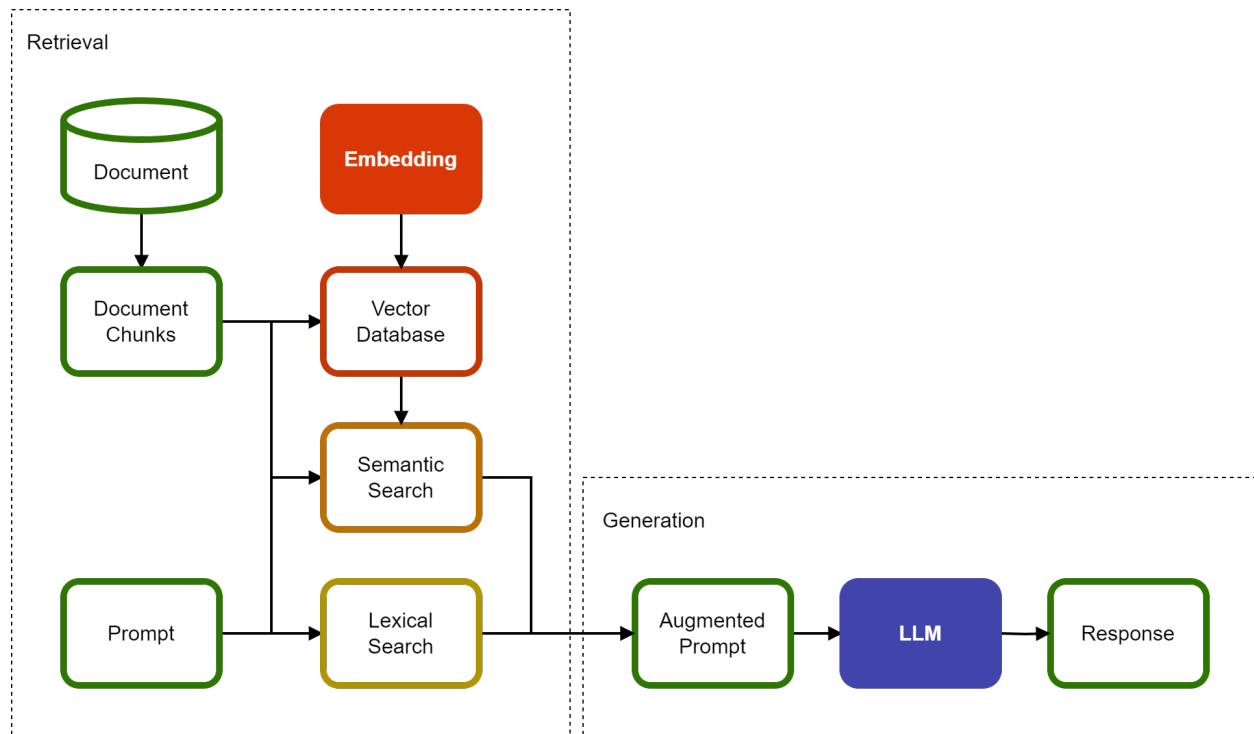 Retrieval
Document
Embedding
Document
Chunks
Vector
Database
Semantic
Search
Prompt
Lexical
Search
Generation
Augmented
Prompt
LLM
Response